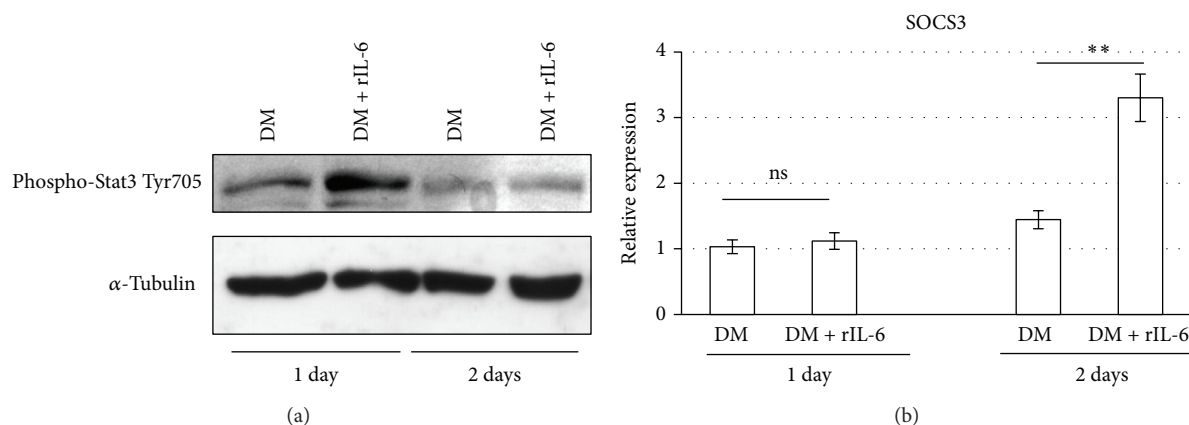 DM
DM + rIL-6
DM
DM + rIL-6
Phospho-Stat3 Tyr705
α-Tubulin
1 day
2 days
(a)
SOCS3
Relative expression
4
3
2
1
0
ns
**
DM
DM + rIL-6
DM
DM + rIL-6
1 day
2 days
(b)